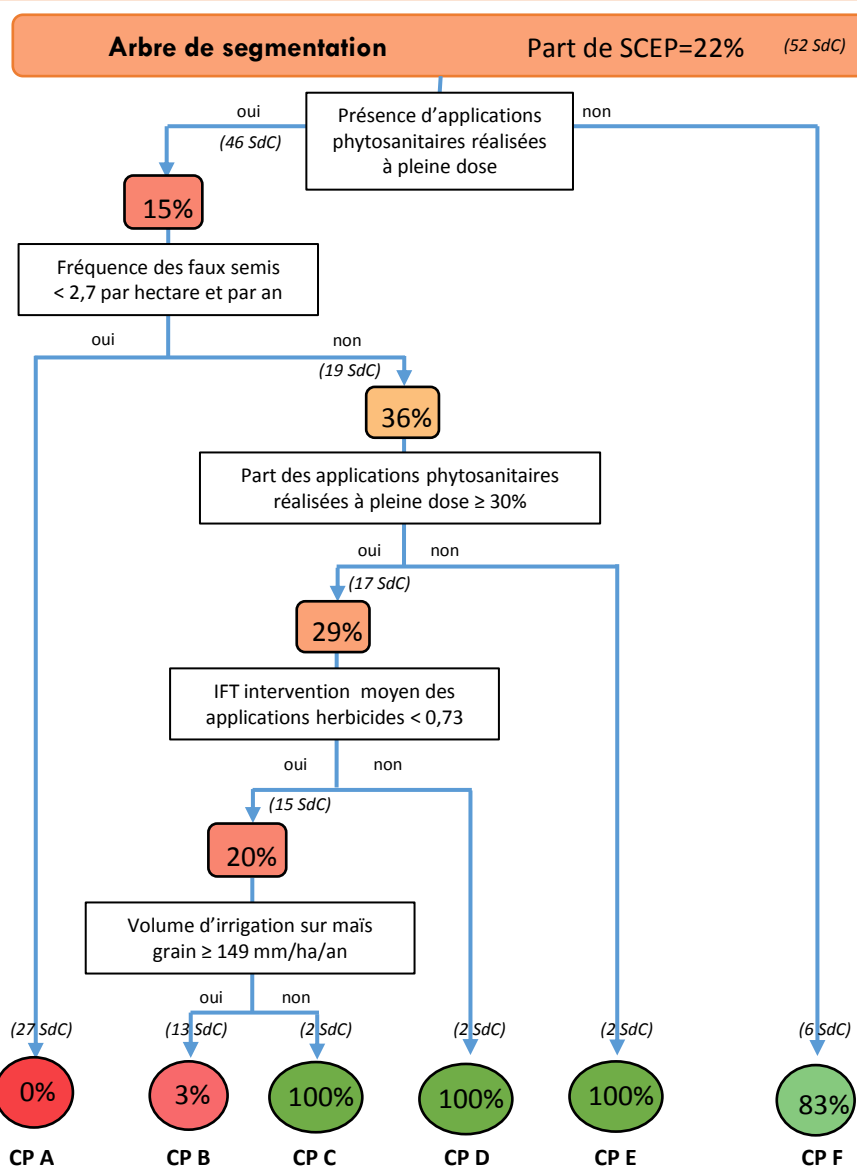 Arbre de segmentation Part de SCEP=22% (52 SdC)
oui
Présence d’applications
phytosanitaires réalisées
à pleine dose
non
(46 SdC)
15%
Fréquence des faux semis
< 2,7 par hectare et par an
oui non
(19 SdC)
36%
Part des applications phytosanitaires
réalisées à pleine dose ≥ 30%
oui non
(17 SdC)
29%
IFT intervention moyen des
applications herbicides < 0,73
oui non
(15 SdC)
20%
Volume d’irrigation sur maïs
grain ≥ 149 mm/ha/an
oui non
(27 SdC) (13 SdC) (2 SdC) (2 SdC) (2 SdC) (6 SdC)
0% 3% 100% 100% 100% 83%
CP A CP B CP C CP D CP E CP F